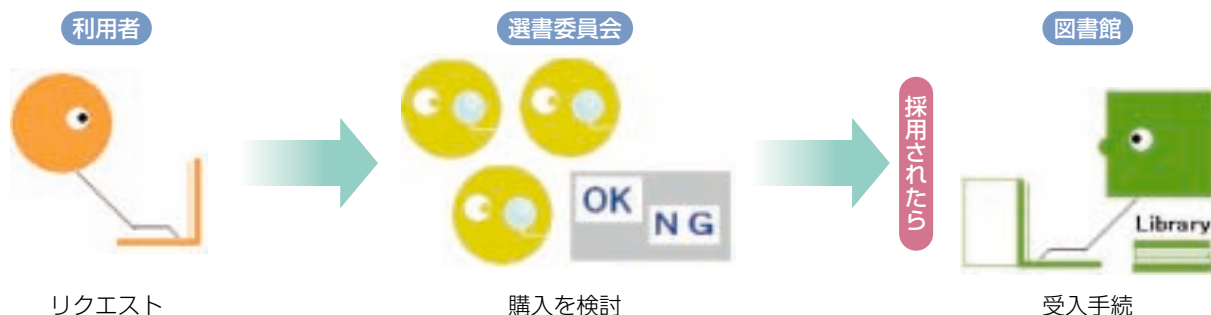 利用者
選書委員会
図書館
採用されたら
OK
NG
Library
リクエスト
購入を検討
受入手続